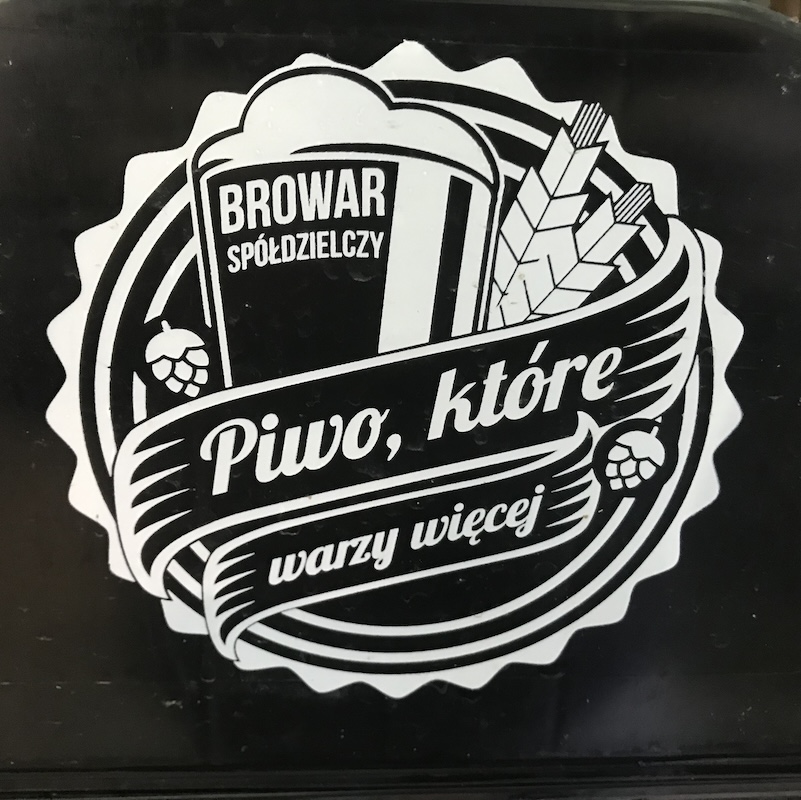 BROWAR
SPÓŁDZIELCZY
Piwo, które
warzy więcej